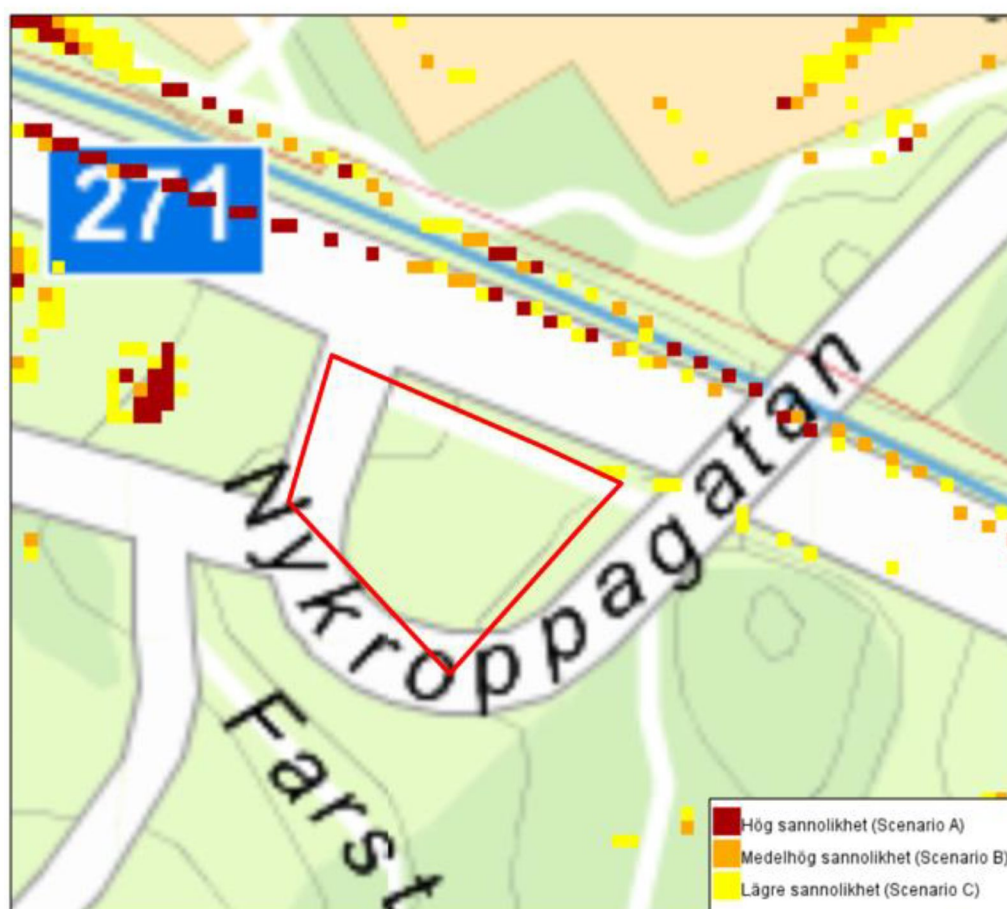 271
Nykroppagatan
Farst
Hög sannolikhet (Scenario A)
Medelhög sannolikhet (Scenario B)
Lägre sannolikhet (Scenario C)